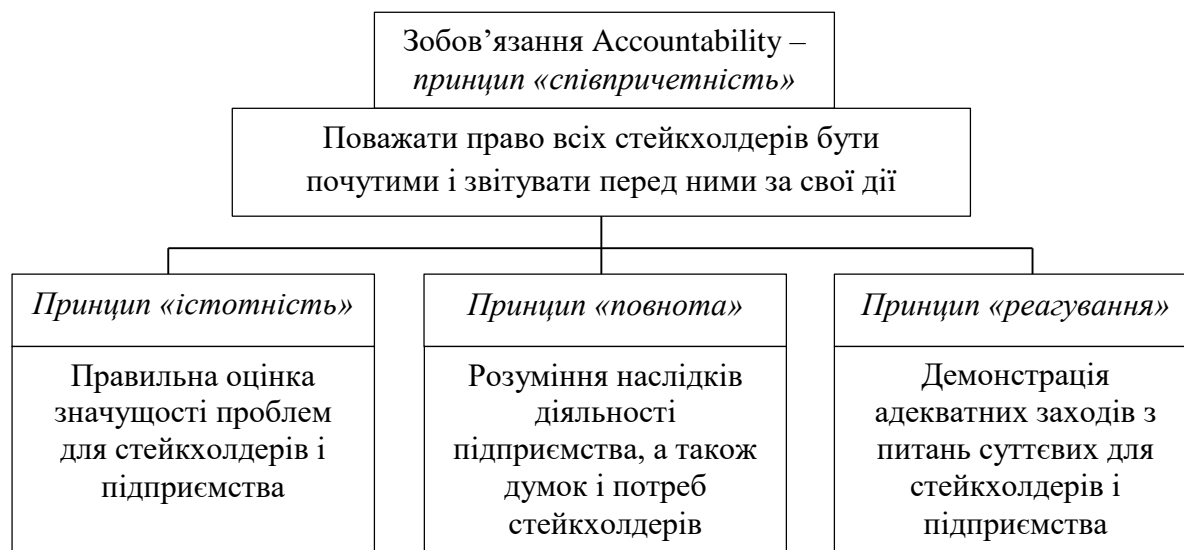 Зобов’язання Accountability –
принцип «співпричетність»
Поважати право всіх стейкхолдерів бути
почутими і звітувати перед ними за свої дії
Принцип «істотність»
Правильна оцінка
значущості проблем
для стейкхолдерів і
підприємства
Принцип «повнота»
Розуміння наслідків
діяльності
підприємства, а також
думок і потреб
стейкхолдерів
Принцип «реагування»
Демонстрація
адекватних заходів з
питань суттєвих для
стейкхолдерів і
підприємства